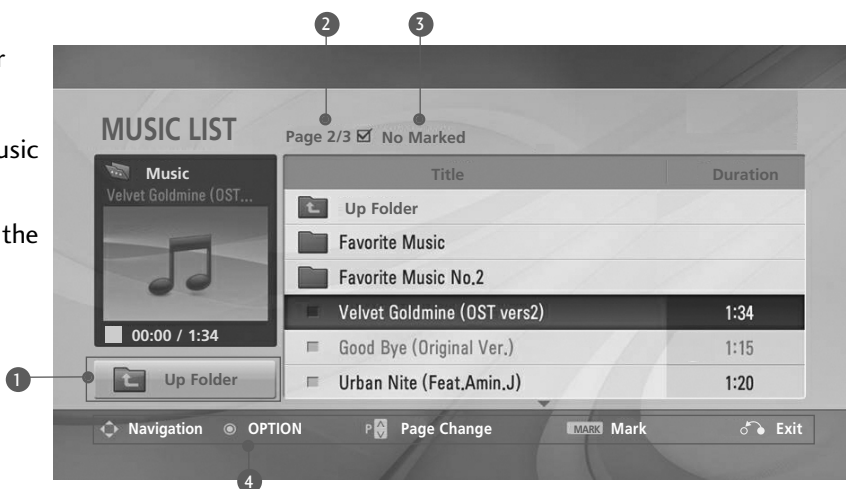 2 3
r
usic
the
MUSIC LIST
Page 2/3 No Marked
Music
Velvet Goldmine (OST...
00:00 / 1:34
1
Up Folder
Title Duration
Up Folder
Favorite Music
Favorite Music No.2
Velvet Goldmine (OST vers2) 1:34
Good Bye (Original Ver.) 1:15
Urban Nite (Feat.Amin.J) 1:20
Navigation OPTION P Page Change MARK Mark Exit
4